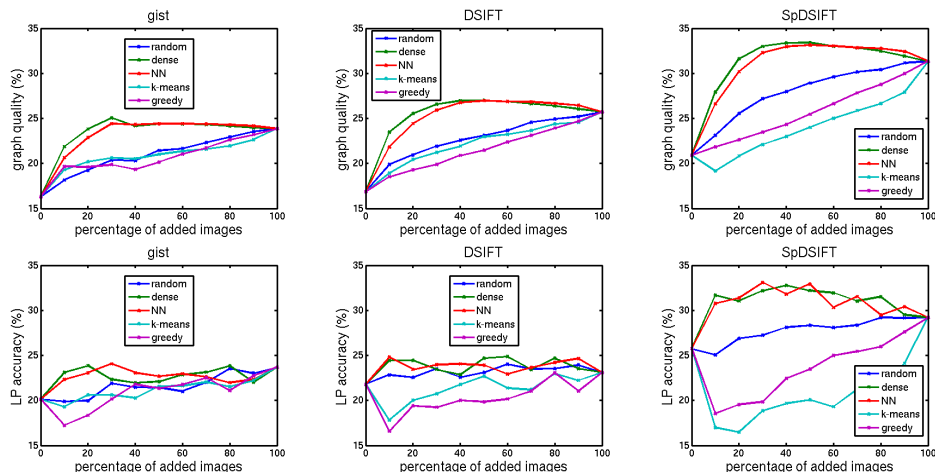 gist
35
30
25
20
15
graph quality (%)
0 20 40 60 80 100
percentage of added images
random
dense
NN
k-means
greedy
DSIFT
35
30
25
20
15
graph quality (%)
0 20 40 60 80 100
percentage of added images
random
dense
NN
k-means
greedy
SpDSIFT
35
30
25
20
15
graph quality (%)
0 20 40 60 80 100
percentage of added images
random
dense
NN
k-means
greedy
gist
35
30
25
20
15
LP accuracy (%)
0 20 40 60 80 100
percentage of added images
random
dense
NN
k-means
greedy
DSIFT
35
30
25
20
15
LP accuracy (%)
0 20 40 60 80 100
percentage of added images
random
dense
NN
k-means
greedy
SpDSIFT
35
30
25
20
15
LP accuracy (%)
0 20 40 60 80 100
percentage of added images
random
dense
NN
k-means
greedy